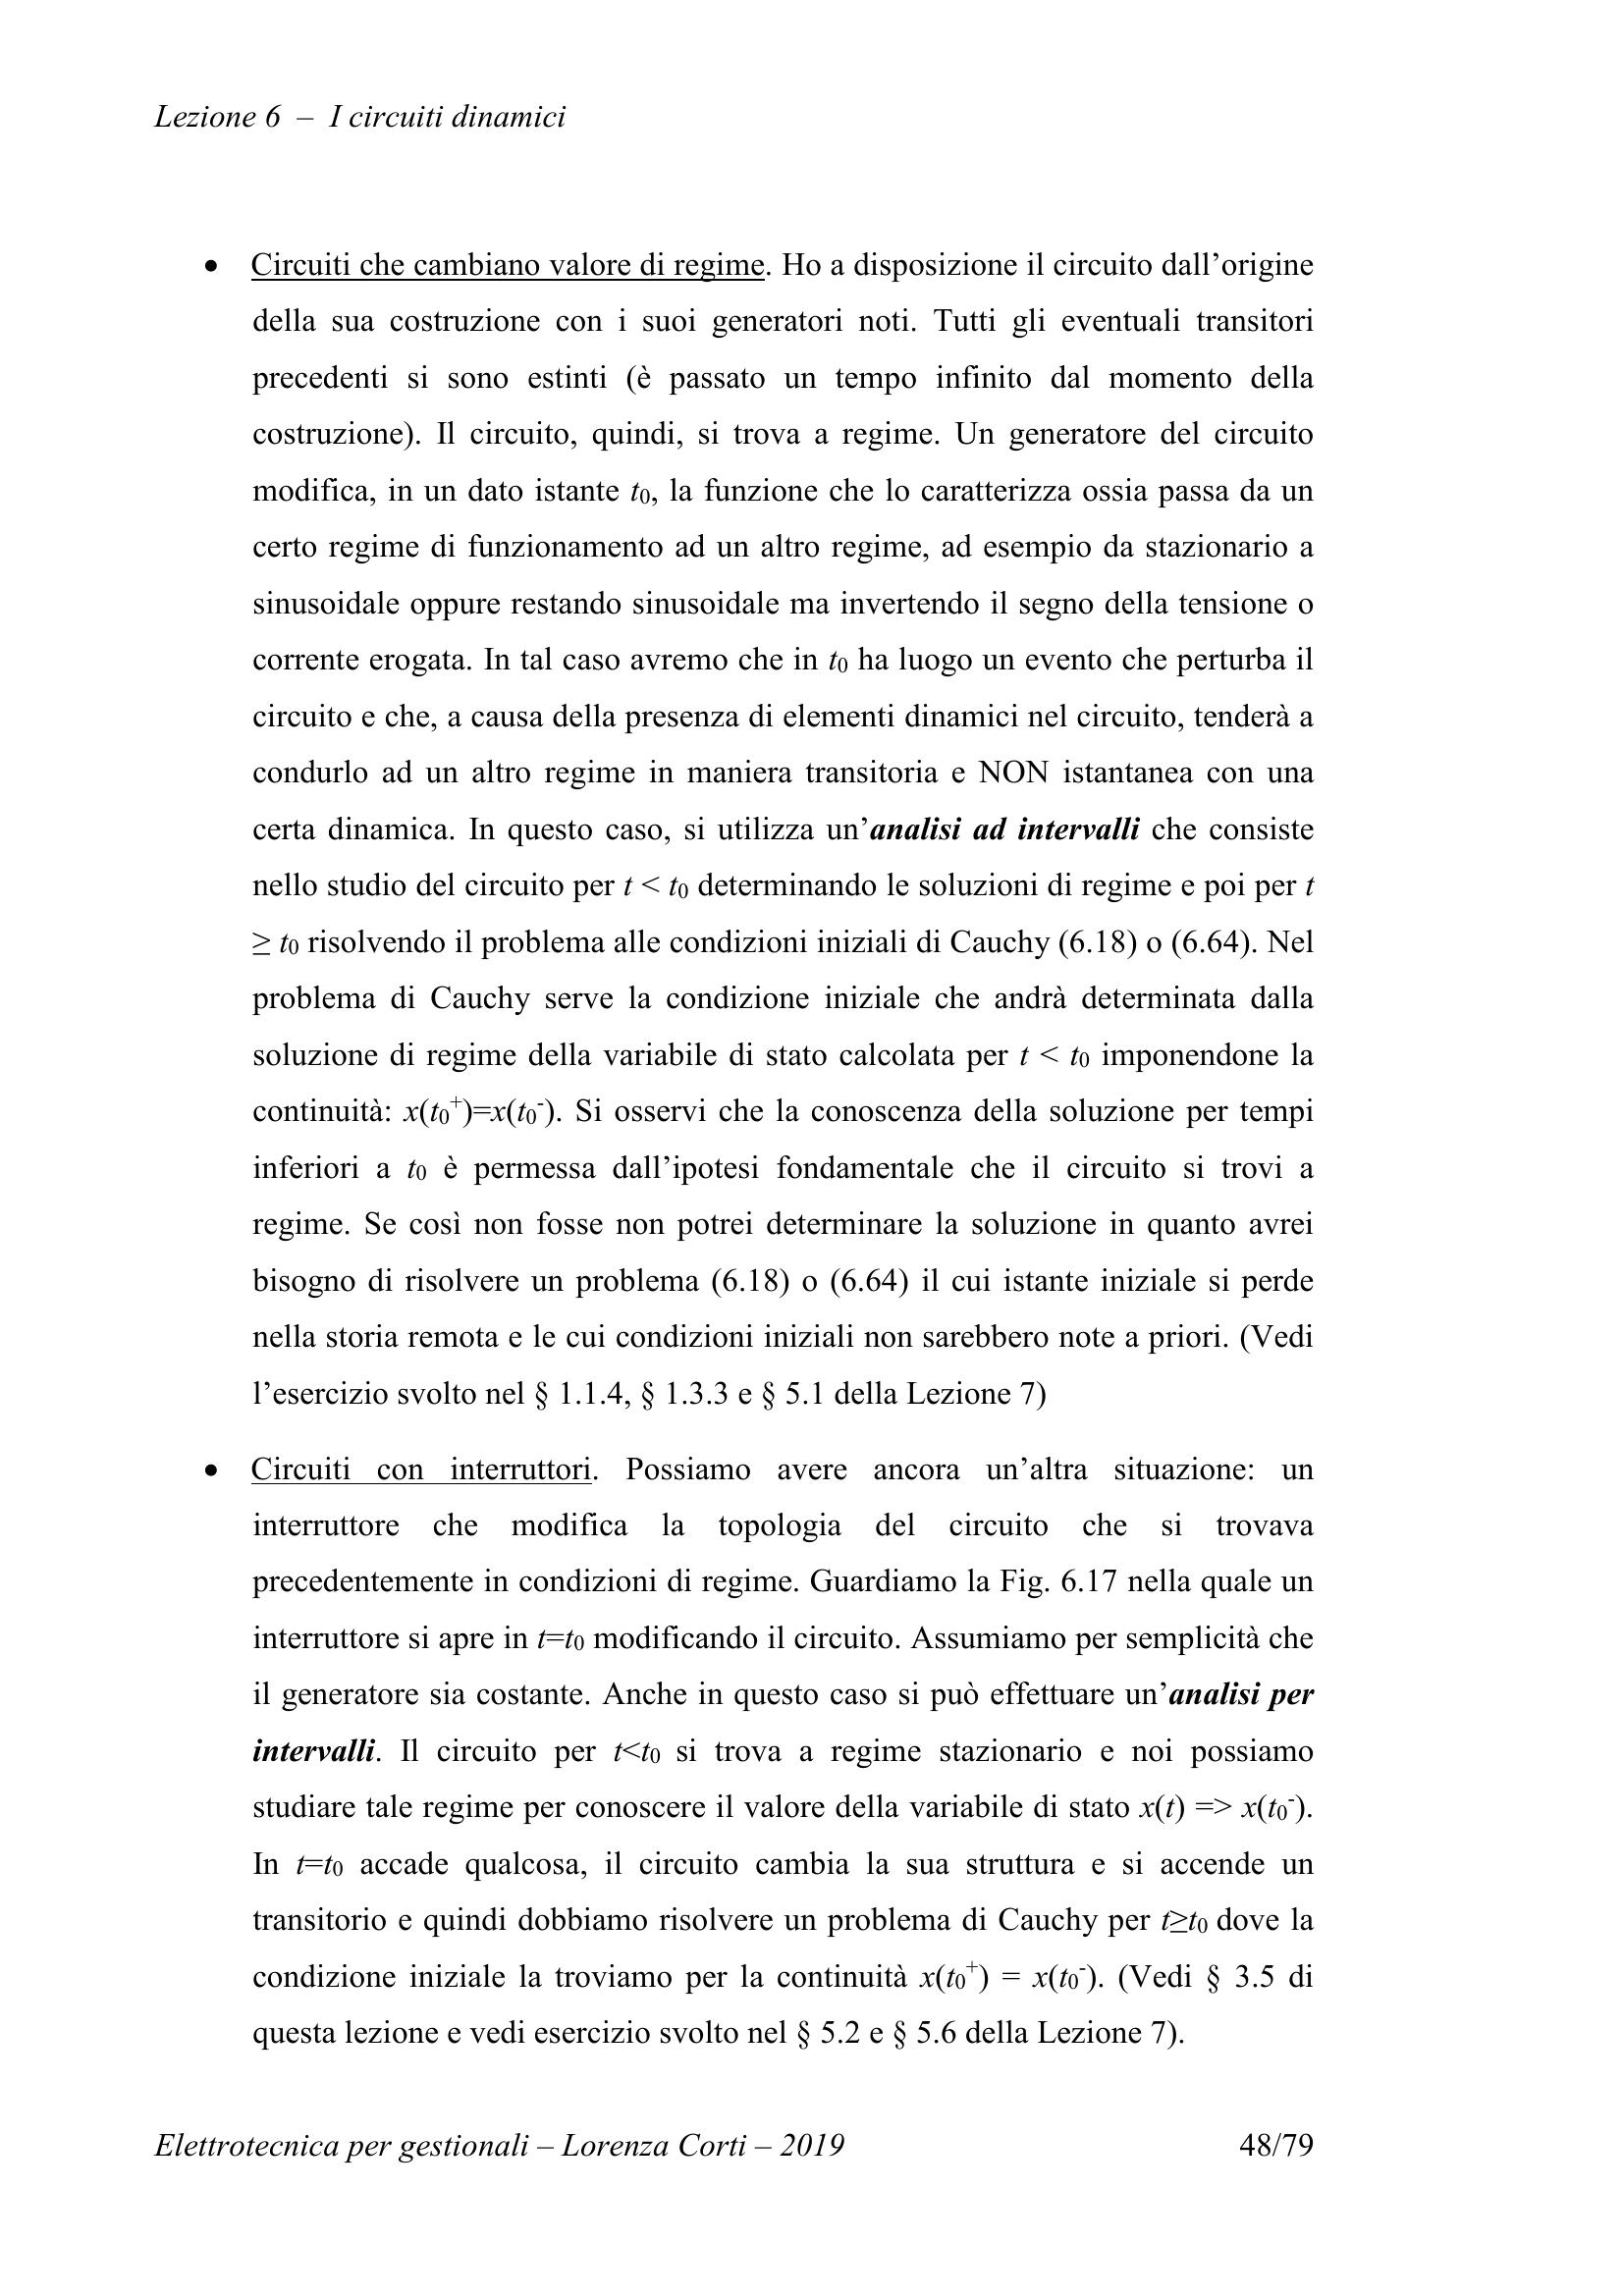 Lezione 6 – I circuiti dinamici
• Circuiti che cambiano valore di regime. Ho a disposizione il circuito dall’origine
della sua costruzione con i suoi generatori noti. Tutti gli eventuali transitori
precedenti si sono estinti (è passato un tempo infinito dal momento della
costruzione). Il circuito, quindi, si trova a regime. Un generatore del circuito
modifica, in un dato istante t0, la funzione che lo caratterizza ossia passa da un
certo regime di funzionamento ad un altro regime, ad esempio da stazionario a
sinusoidale oppure restando sinusoidale ma invertendo il segno della tensione o
corrente erogata. In tal caso avremo che in t0 ha luogo un evento che perturba il
circuito e che, a causa della presenza di elementi dinamici nel circuito, tenderà a
condurlo ad un altro regime in maniera transitoria e NON istantanea con una
certa dinamica. In questo caso, si utilizza un’analisi ad intervalli che consiste
nello studio del circuito per t < t0 determinando le soluzioni di regime e poi per t
≥ t0 risolvendo il problema alle condizioni iniziali di Cauchy (6.18) o (6.64). Nel
problema di Cauchy serve la condizione iniziale che andrà determinata dalla
soluzione di regime della variabile di stato calcolata per t < t0 imponendone la
continuità: x(t0+)=x(t0-). Si osservi che la conoscenza della soluzione per tempi
inferiori a t0 è permessa dall’ipotesi fondamentale che il circuito si trovi a
regime. Se così non fosse non potrei determinare la soluzione in quanto avrei
bisogno di risolvere un problema (6.18) o (6.64) il cui istante iniziale si perde
nella storia remota e le cui condizioni iniziali non sarebbero note a priori. (Vedi
l’esercizio svolto nel § 1.1.4, § 1.3.3 e § 5.1 della Lezione 7)
• Circuiti con interruttori. Possiamo avere ancora un’altra situazione: un
interruttore che modifica la topologia del circuito che si trovava
precedentemente in condizioni di regime. Guardiamo la Fig. 6.17 nella quale un
interruttore si apre in t=t0 modificando il circuito. Assumiamo per semplicità che
il generatore sia costante. Anche in questo caso si può effettuare un’analisi per
intervalli. Il circuito per t<t0 si trova a regime stazionario e noi possiamo
studiare tale regime per conoscere il valore della variabile di stato x(t) => x(t0-).
In t=t0 accade qualcosa, il circuito cambia la sua struttura e si accende un
transitorio e quindi dobbiamo risolvere un problema di Cauchy per t≥t0 dove la
condizione iniziale la troviamo per la continuità x(t0+) = x(t0-). (Vedi § 3.5 di
questa lezione e vedi esercizio svolto nel § 5.2 e § 5.6 della Lezione 7).
Elettrotecnica per gestionali – Lorenza Corti – 2019 48/79